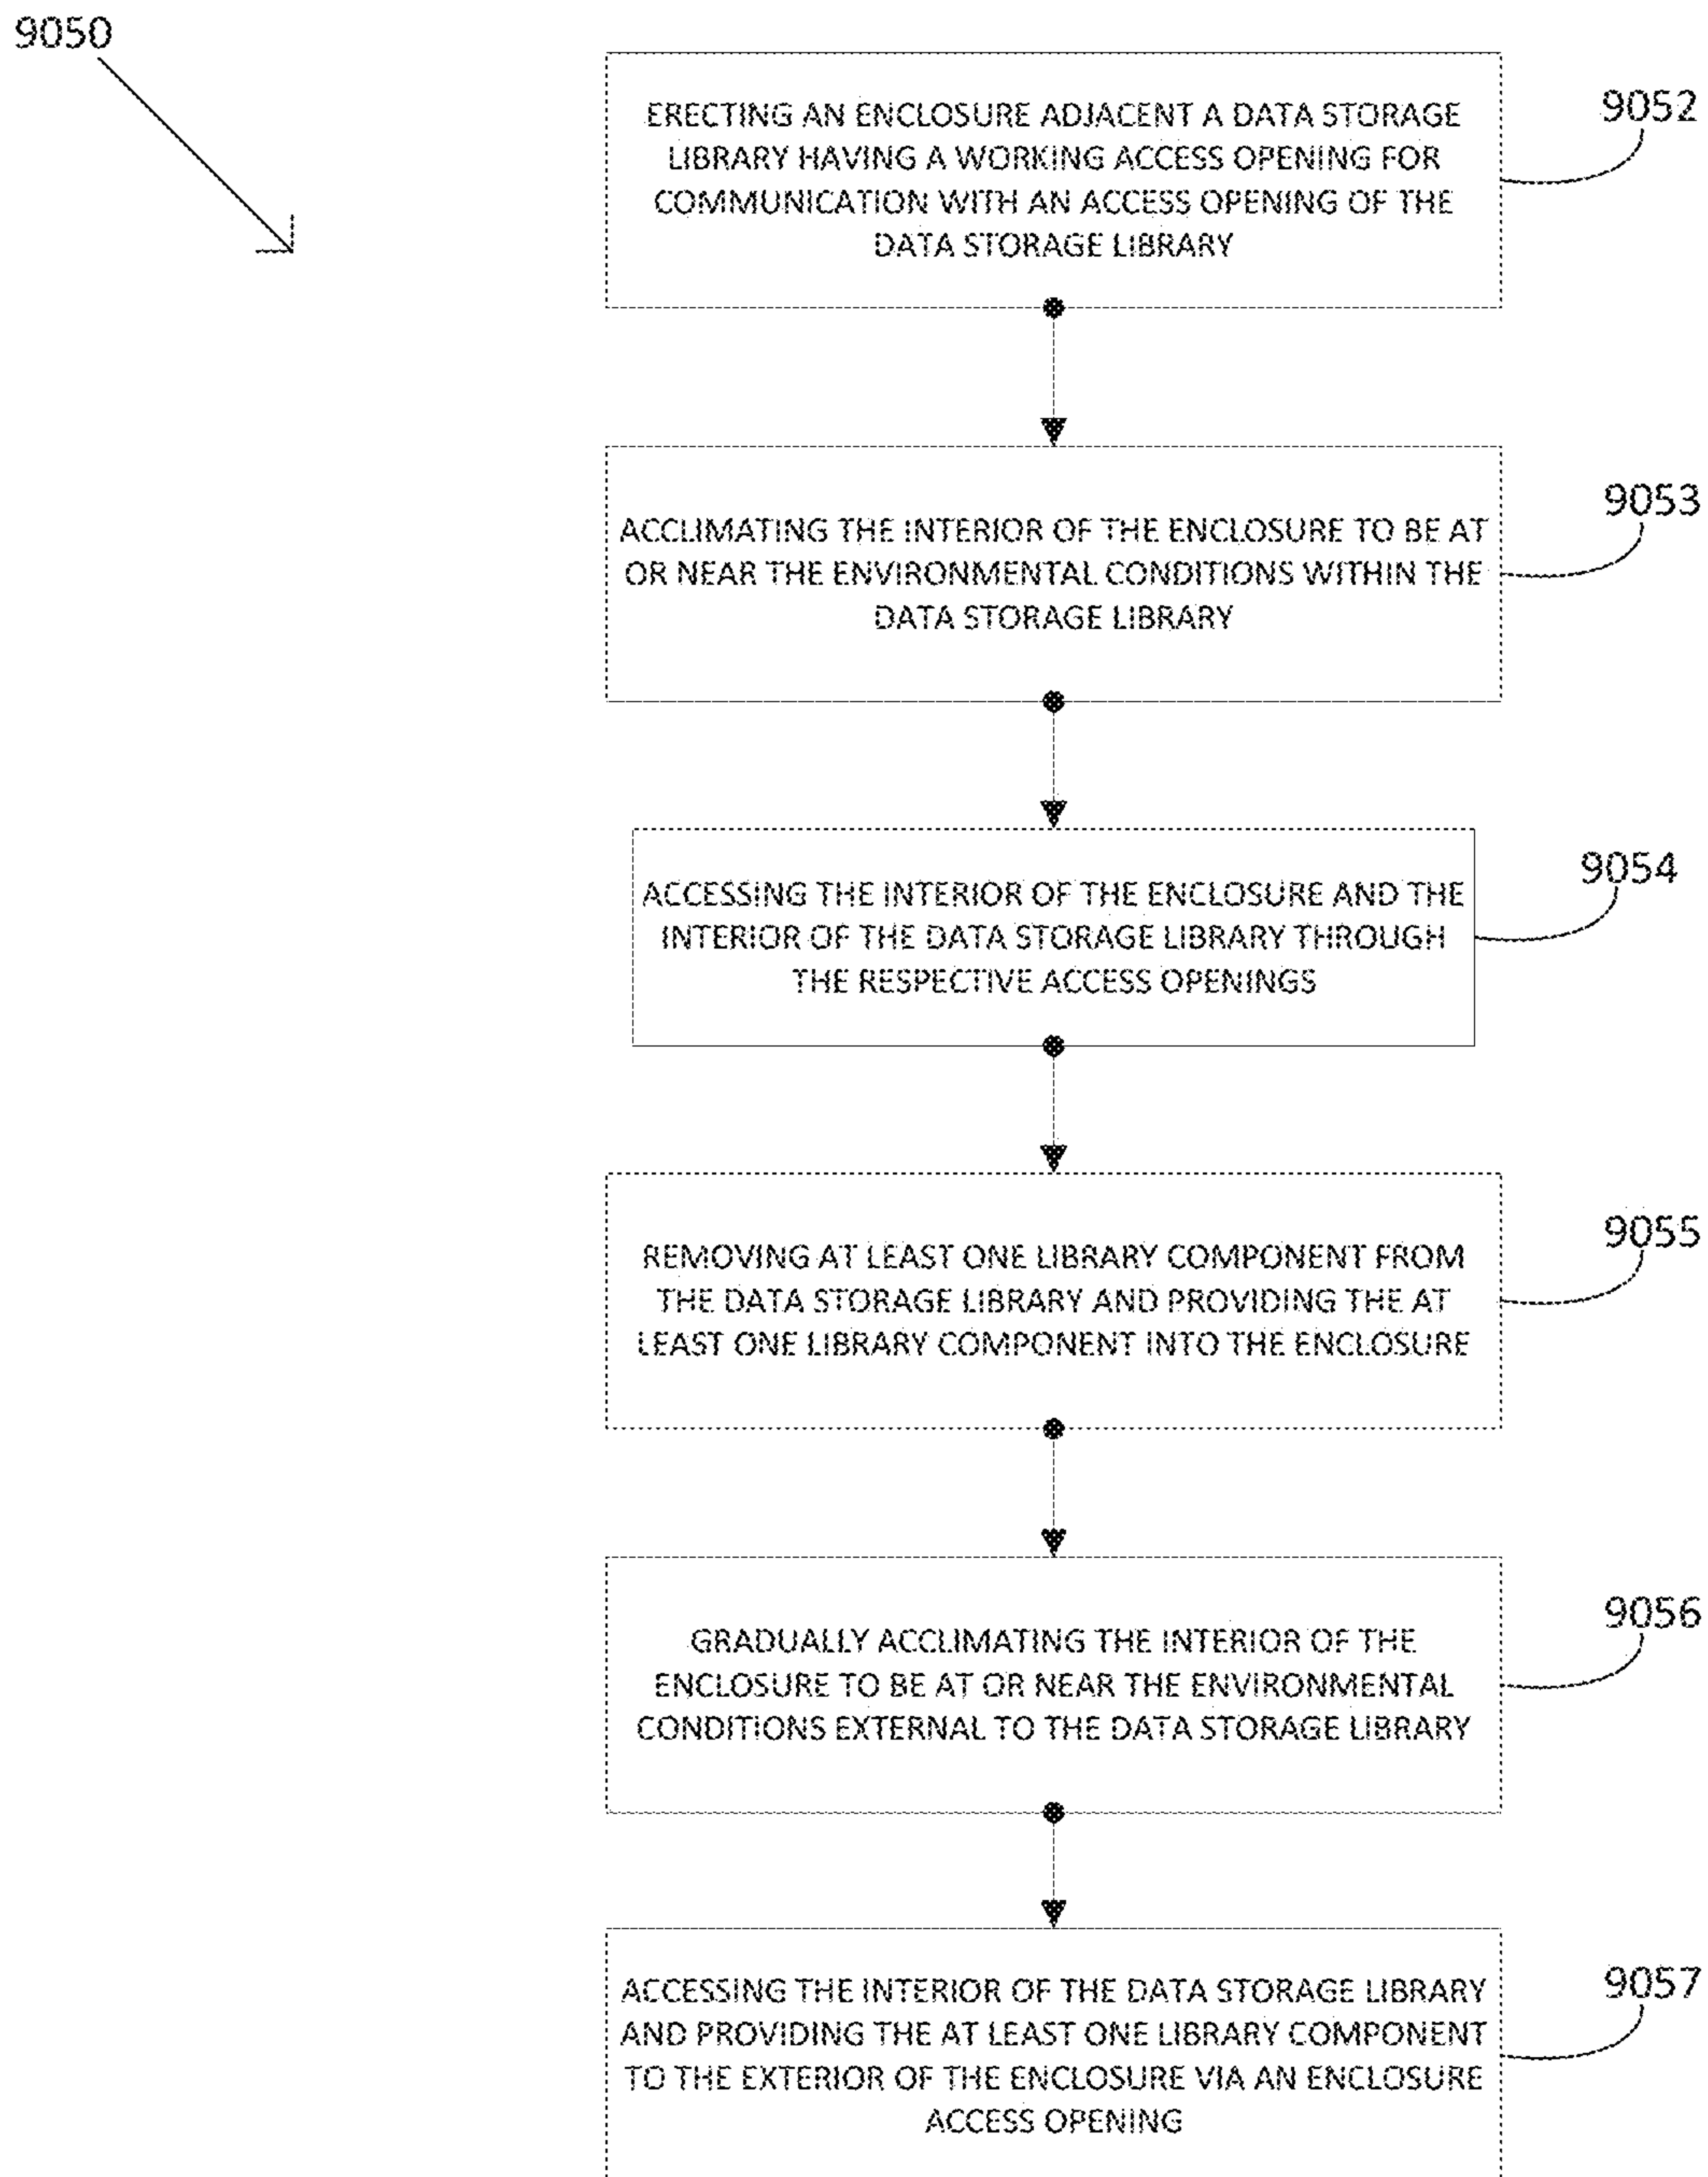 9050
ERECTING AN ENCLOSURE ADJACENT A DATA STORAGE
LIBRARY HAVING A WORKING ACCESS OPENING FOR
COMMUNICATION WITH AN ACCESS OPENING OF THE
DATA STORAGE LIBRARY
9052
ACCLIMATING THE INTERIOR OF THE ENCLOSURE TO BE AT
OR NEAR THE ENVIRONMENTAL CONDITIONS WITHIN THE
DATA STORAGE LIBRARY
9053
ACCESSING THE INTERIOR OF THE ENCLOSURE AND THE
INTERIOR OF THE DATA STORAGE LIBRARY THROUGH
THE RESPECTIVE ACCESS OPENINGS
9054
REMOVING AT LEAST ONE LIBRARY COMPONENT FROM
THE DATA STORAGE LIBRARY AND PROVIDING THE AT
LEAST ONE LIBRARY COMPONENT INTO THE ENCLOSURE
9055
GRADUALLY ACCLIMATING THE INTERIOR OF THE
ENCLOSURE TO BE AT OR NEAR THE ENVIRONMENTAL
CONDITIONS EXTERNAL TO THE DATA STORAGE LIBRARY
9056
ACCESSING THE INTERIOR OF THE DATA STORAGE LIBRARY
AND PROVIDING THE AT LEAST ONE LIBRARY COMPONENT
TO THE EXTERIOR OF THE ENCLOSURE VIA AN ENCLOSURE
ACCESS OPENING
9057